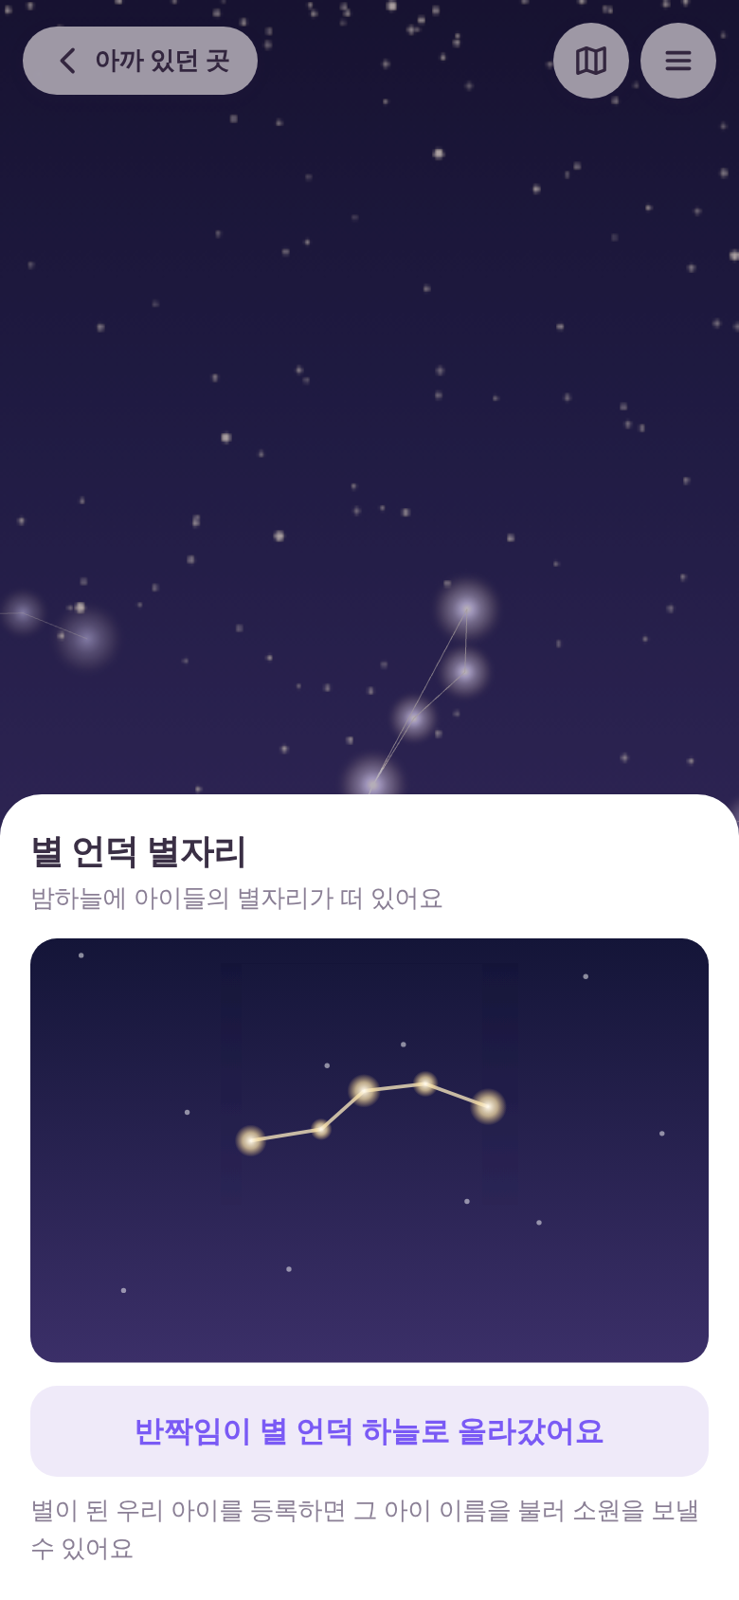 아까 있던 곳
별 언덕 별자리
밤하늘에 아이들의 별자리가 떠 있어요
반짝임이 별 언덕 하늘로 올라갔어요
별이 된 우리 아이를 등록하면 그 아이 이름을 불러 소원을 보낼
수 있어요